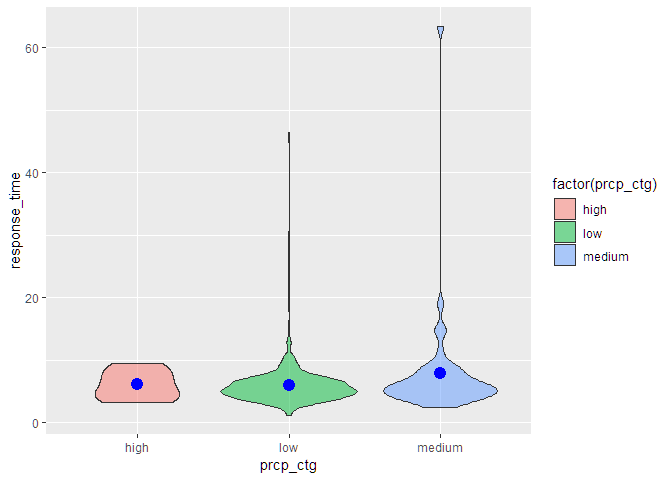 60
40
20
0
response_time
high
low
medium
prcp_ctg
factor(prcp_ctg)
high
low
medium